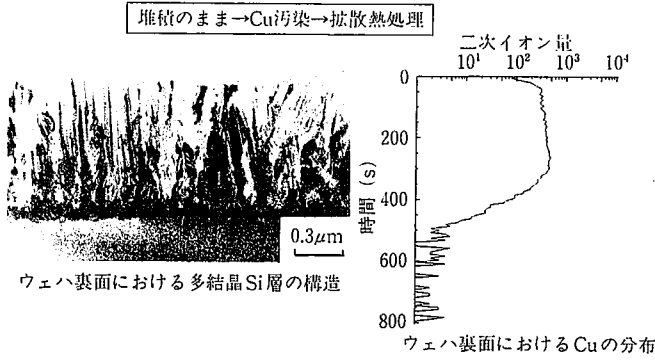 堆積のまま→Cu汚染→拡散熱処理
二次イオン量
10¹ 10² 10³ 10⁴
0
200
400
600
800
時間 (s)
0.3μm
ウェハ裏面における多結晶Si層の構造
ウェハ裏面におけるCuの分布